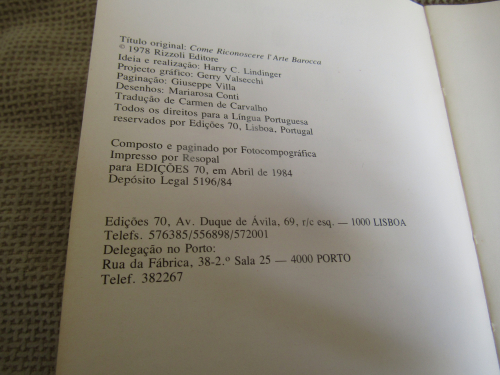 Título original: Come Riconoscere l'Arte Barocca
© 1978 Rizzoli Editore
Ideia e realização: Harry C. Lindinger
Projecto gráfico: Gerry Valsecchi
Paginação: Giuseppe Villa
Desenhos: Mariarosa Conti
Tradução de Carmen de Carvalho
Todos os direitos para a Língua Portuguesa
reservados por Edições 70, Lisboa, Portugal
Composto e paginado por Fotocompográfica
Impresso por Resopal
para EDIÇÕES 70, em Abril de 1984
Depósito Legal 5196/84
Edições 70, Av. Duque de Ávila, 69, r/c esq. — 1000 LISBOA
Telefs. 576385/556898/572001
Delegação no Porto:
Rua da Fábrica, 38-2.º Sala 25 — 4000 PORTO
Telef. 382267